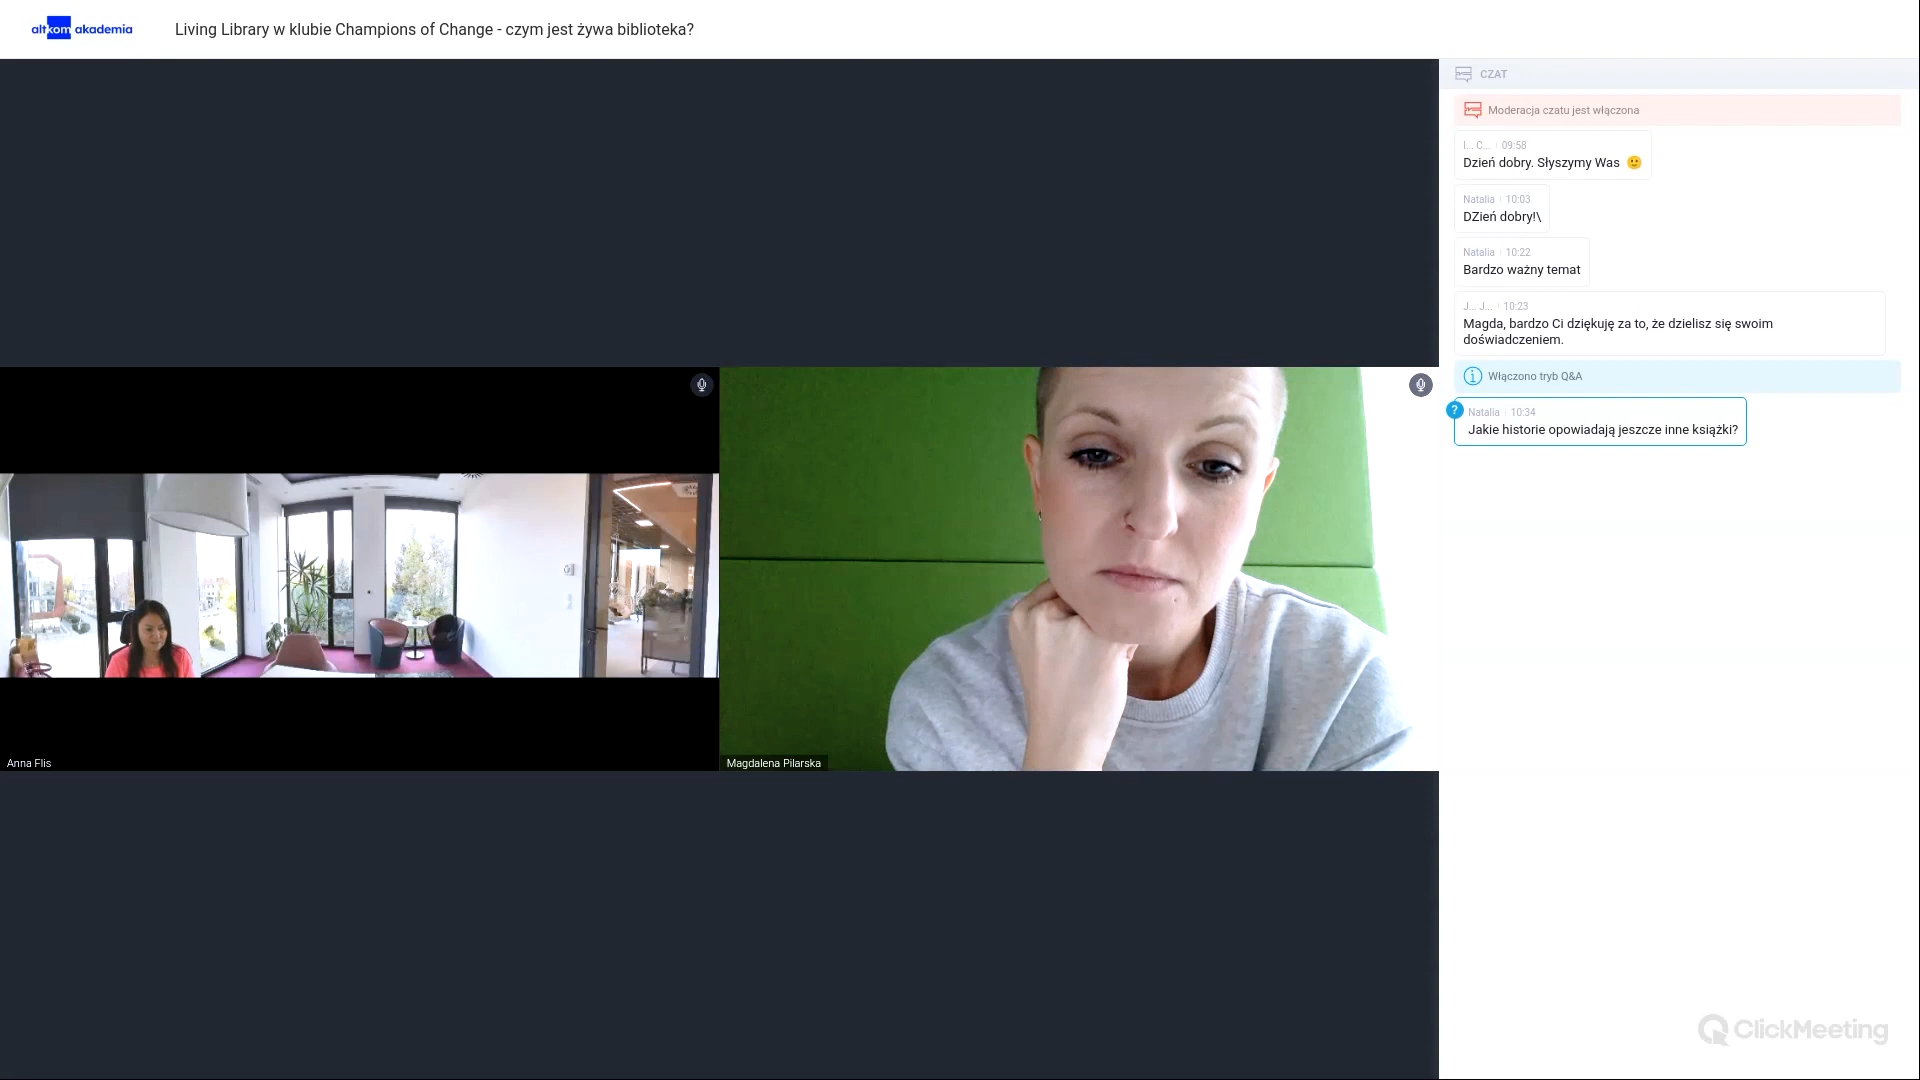 altkom akademia
Living Library w klubie Champions of Change - czym jest żywa biblioteka?
CZAT
Moderacja czatu jest włączona
I... C... 09:58
Dzień dobry. Słyszymy Was 🙂
Natalia 10:03
DZień dobry!\
Natalia 10:22
Bardzo ważny temat
J... J... 10:23
Magda, bardzo Ci dziękuję za to, że dzielisz się swoim
doświadczeniem.
Włączono tryb Q&A
?
Natalia 10:34
Jakie historie opowiadają jeszcze inne książki?
Anna Flis
Magdalena Pilarska
ClickMeeting